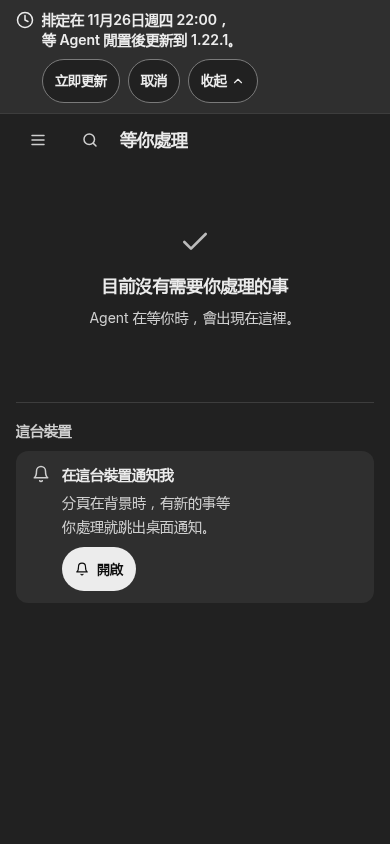 排定在 11月26日週四 22:00，
等 Agent 閒置後更新到 1.22.1。
立即更新
取消
收起
等你處理
目前沒有需要你處理的事
Agent 在等你時，會出現在這裡。
這台裝置
在這台裝置通知我
分頁在背景時，有新的事等
你處理就跳出桌面通知。
開啟